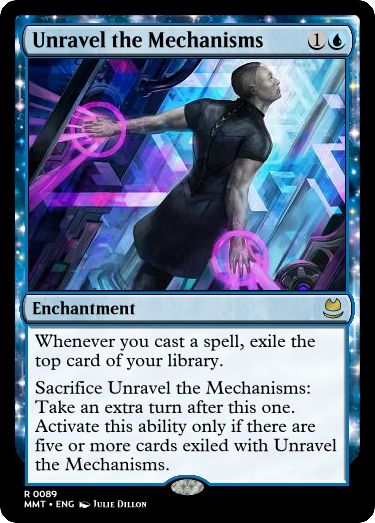 Unravel the Mechanisms 1
Enchantment
Whenever you cast a spell, exile the
top card of your library.
Sacrifice Unravel the Mechanisms:
Take an extra turn after this one.
Activate this ability only if there are
five or more cards exiled with Unravel
the Mechanisms.
R 0089
MMT • ENG JULIE DILLON